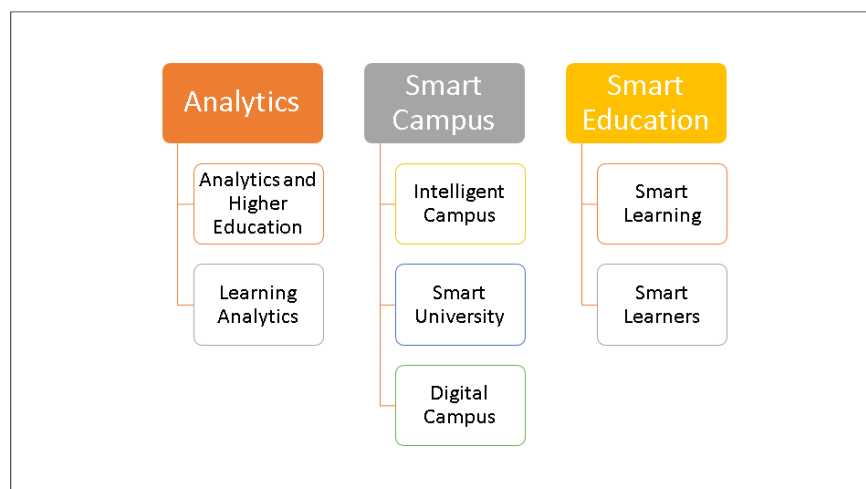 Analytics
Analytics and
Higher
Education
Learning
Analytics
Smart
Campus
Intelligent
Campus
Smart
University
Digital
Campus
Smart
Education
Smart
Learning
Smart
Learners